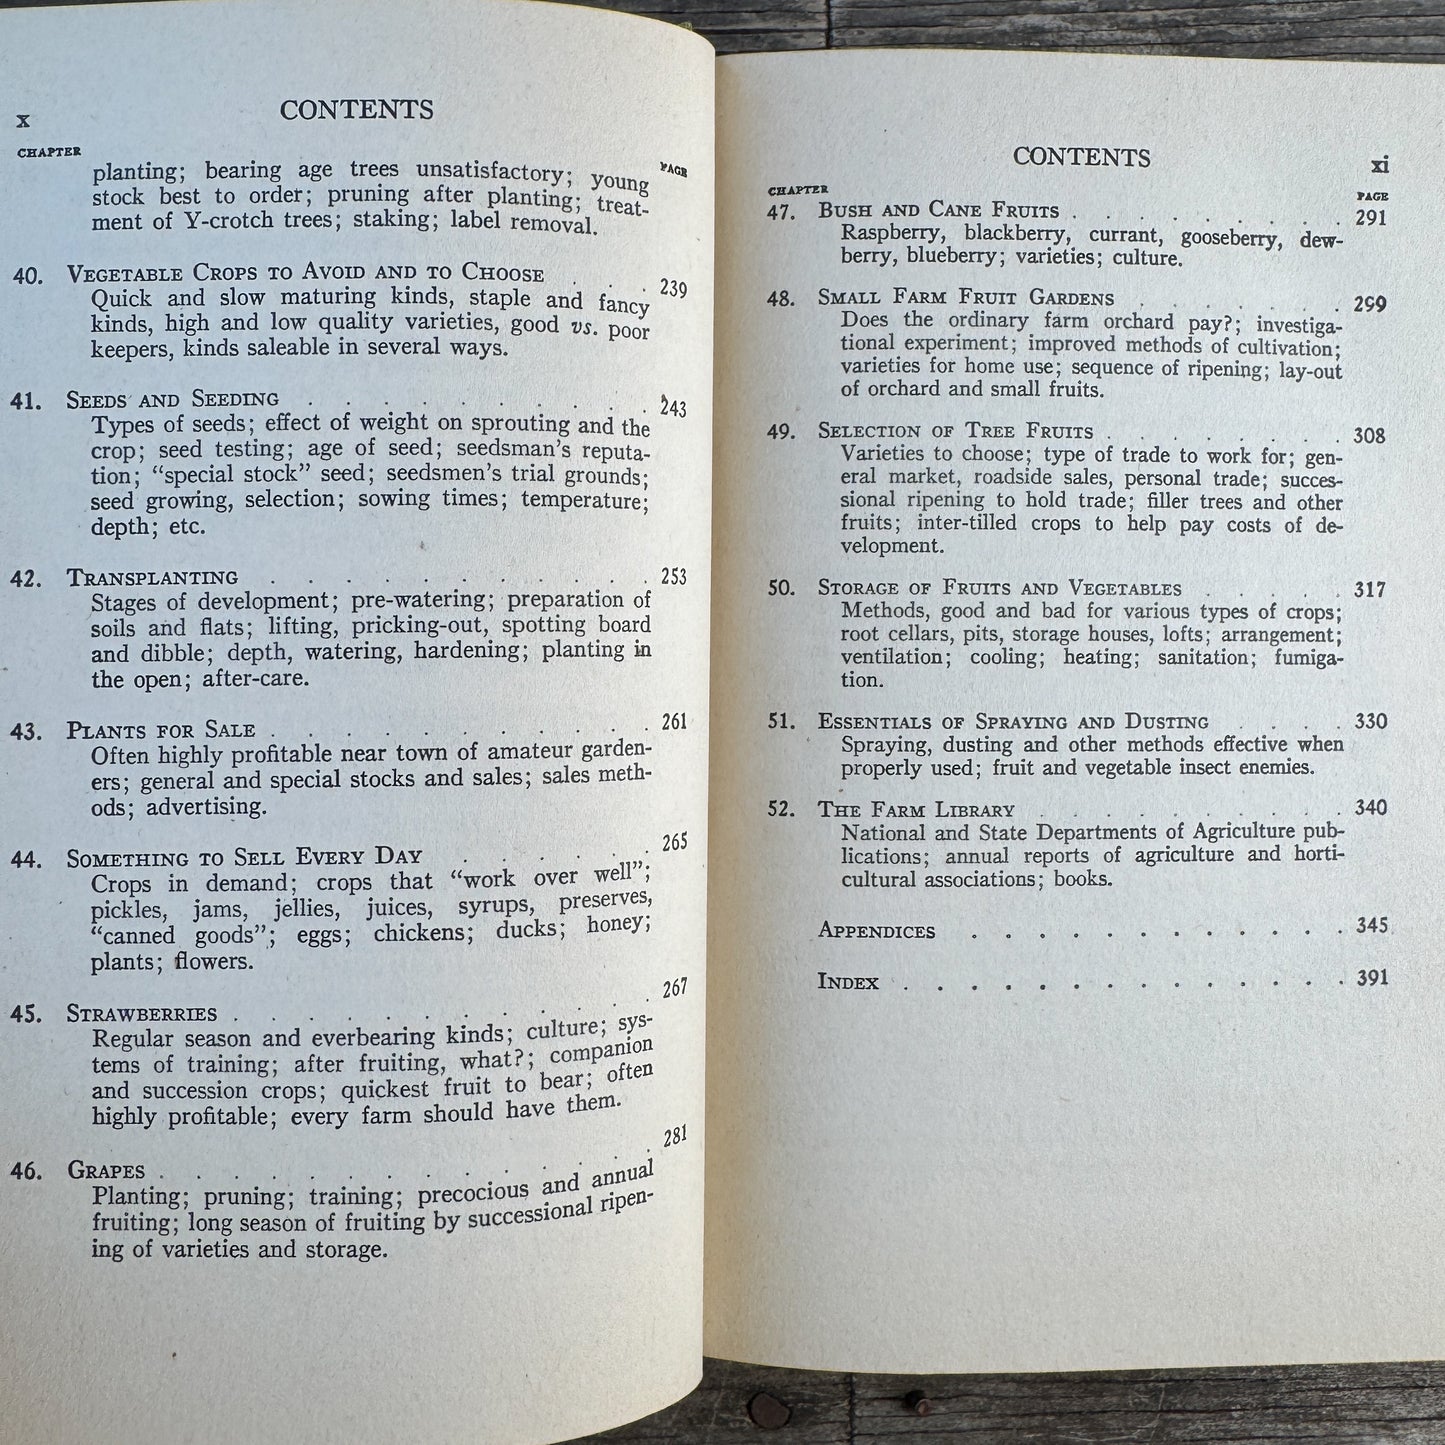 x
CONTENTS
CHAPTER
PAGE
planting; bearing age trees unsatisfactory; young
stock best to order; pruning after planting; treat-
ment of Y-crotch trees; staking; label removal.
40. VEGETABLE CROPS TO AVOID AND TO CHOOSE . . . 239
Quick and slow maturing kinds, staple and fancy
kinds, high and low quality varieties, good vs. poor
keepers, kinds saleable in several ways.
41. SEEDS AND SEEDING . . . . . . . . . . 243
Types of seeds; effect of weight on sprouting and the
crop; seed testing; age of seed; seedsman's reputa-
tion; "special stock" seed; seedsmen's trial grounds;
seed growing, selection; sowing times; temperature;
depth; etc.
42. TRANSPLANTING . . . . . . . . . . . 253
Stages of development; pre-watering; preparation of
soils and flats; lifting, pricking-out, spotting board
and dibble; depth, watering, hardening; planting in
the open; after-care.
43. PLANTS FOR SALE . . . . . . . . . . . 261
Often highly profitable near town of amateur garden-
ers; general and special stocks and sales; sales meth-
ods; advertising.
44. SOMETHING TO SELL EVERY DAY . . . . . . 265
Crops in demand; crops that "work over well";
pickles, jams, jellies, juices, syrups, preserves,
"canned goods"; eggs; chickens; ducks; honey;
plants; flowers.
45. STRAWBERRIES . . . . . . . . . . . . 267
Regular season and everbearing kinds; culture; sys-
tems of training; after fruiting, what?; companion
and succession crops; quickest fruit to bear; often
highly profitable; every farm should have them.
46. GRAPES . . . . . . . . . . . . . . 281
Planting; pruning; training; precocious and annual
fruiting; long season of fruiting by successional ripen-
ing of varieties and storage.
CONTENTS
xi
CHAPTER
PAGE
47. BUSH AND CANE FRUITS . . . . . . . . 291
Raspberry, blackberry, currant, gooseberry, dew-
berry, blueberry; varieties; culture.
48. SMALL FARM FRUIT GARDENS . . . . . . . 299
Does the ordinary farm orchard pay?; investiga-
tional experiment; improved methods of cultivation;
varieties for home use; sequence of ripening; lay-out
of orchard and small fruits.
49. SELECTION OF TREE FRUITS . . . . . . . 308
Varieties to choose; type of trade to work for; gen-
eral market, roadside sales, personal trade; succes-
sional ripening to hold trade; filler trees and other
fruits; inter-tilled crops to help pay costs of de-
velopment.
50. STORAGE OF FRUITS AND VEGETABLES . . . . . 317
Methods, good and bad for various types of crops;
root cellars, pits, storage houses, lofts; arrangement;
ventilation; cooling; heating; sanitation; fumiga-
tion.
51. ESSENTIALS OF SPRAYING AND DUSTING . . . . 330
Spraying, dusting and other methods effective when
properly used; fruit and vegetable insect enemies.
52. THE FARM LIBRARY . . . . . . . . . . 340
National and State Departments of Agriculture pub-
lications; annual reports of agriculture and horti-
cultural associations; books.
APPENDICES . . . . . . . . . . . . 345
INDEX . . . . . . . . . . . . . . 391